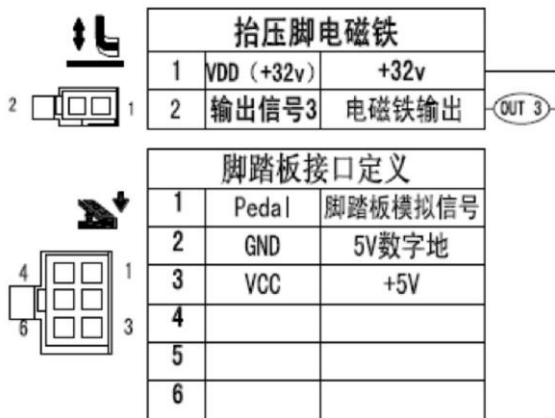 抬压脚电磁铁
1 VDD（+32v） +32v
2 输出信号3 电磁铁输出 OUT 3
2 1
脚踏板接口定义
1 Pedal 脚踏板模拟信号
2 GND 5V数字地
3 VCC +5V
4
5
6
4 1
6 3